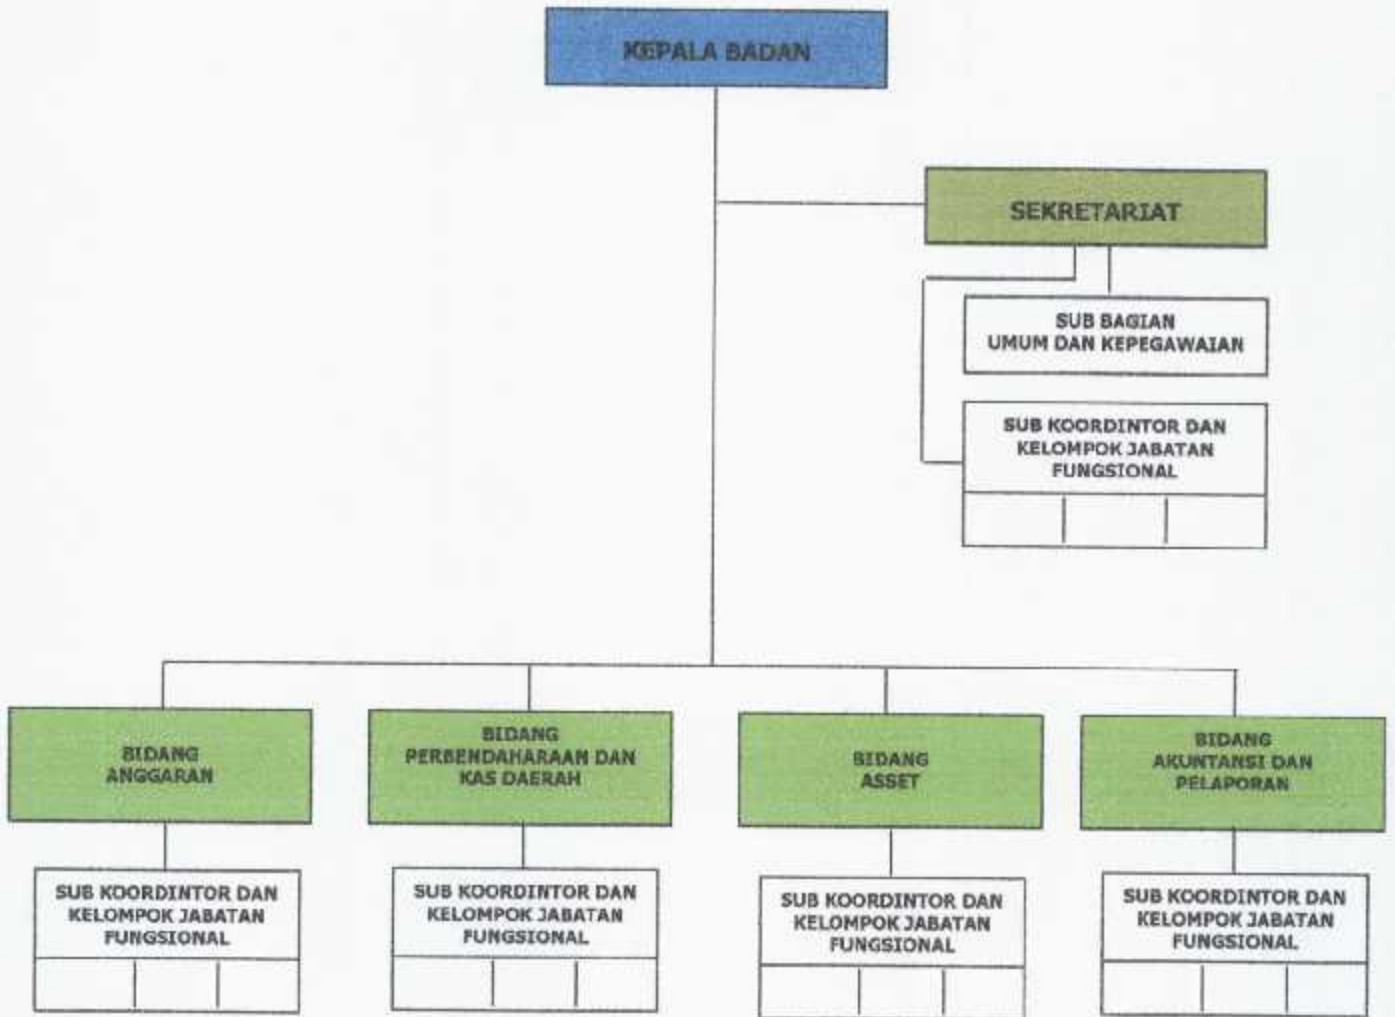 KEPALA BADAN
SEKRETARIAT
SUB BAGIAN
UMUM DAN KEPEGAWAIAN
SUB KOORDINTOR DAN
KELOMPOK JABATAN
FUNGSIONAL
BIDANG
ANGGARAN
BIDANG
PERBENDAHARAAN DAN
KAS DAERAH
BIDANG
ASSET
BIDANG
AKUNTANSI DAN
PELAPORAN
SUB KOORDINTOR DAN
KELOMPOK JABATAN
FUNGSIONAL
SUB KOORDINTOR DAN
KELOMPOK JABATAN
FUNGSIONAL
SUB KOORDINTOR DAN
KELOMPOK JABATAN
FUNGSIONAL
SUB KOORDINTOR DAN
KELOMPOK JABATAN
FUNGSIONAL